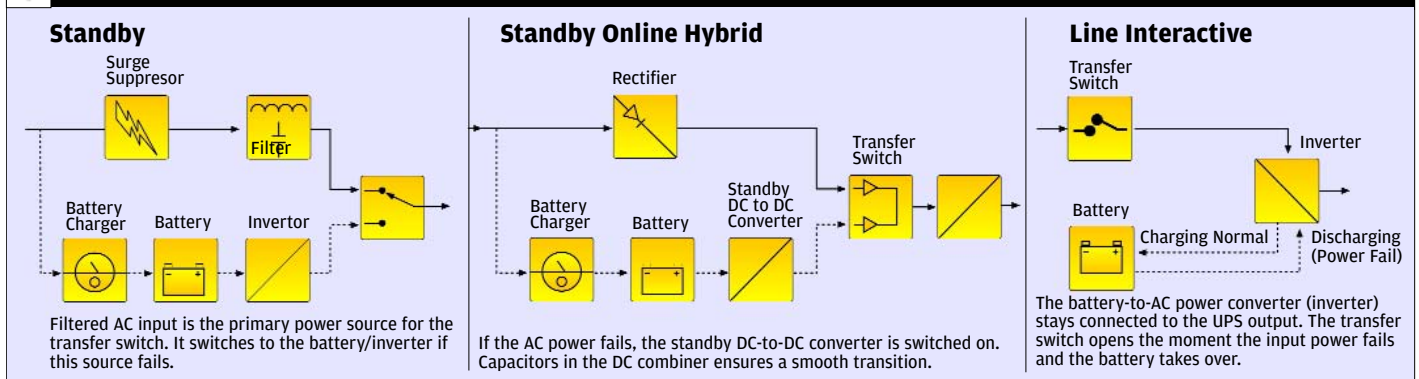 Standby
Surge
Suppresor
Filter
Battery
Charger
Battery
Invertor
Filtered AC input is the primary power source for the
transfer switch. It switches to the battery/inverter if
this source fails.
Standby Online Hybrid
Rectifier
Transfer
Switch
Battery
Charger
Battery
Standby
DC to DC
Converter
If the AC power fails, the standby DC-to-DC converter is switched on.
Capacitors in the DC combiner ensures a smooth transition.
Line Interactive
Transfer
Switch
Inverter
Battery
Charging Normal
Discharging
(Power Fail)
The battery-to-AC power converter (inverter)
stays connected to the UPS output. The transfer
switch opens the moment the input power fails
and the battery takes over.